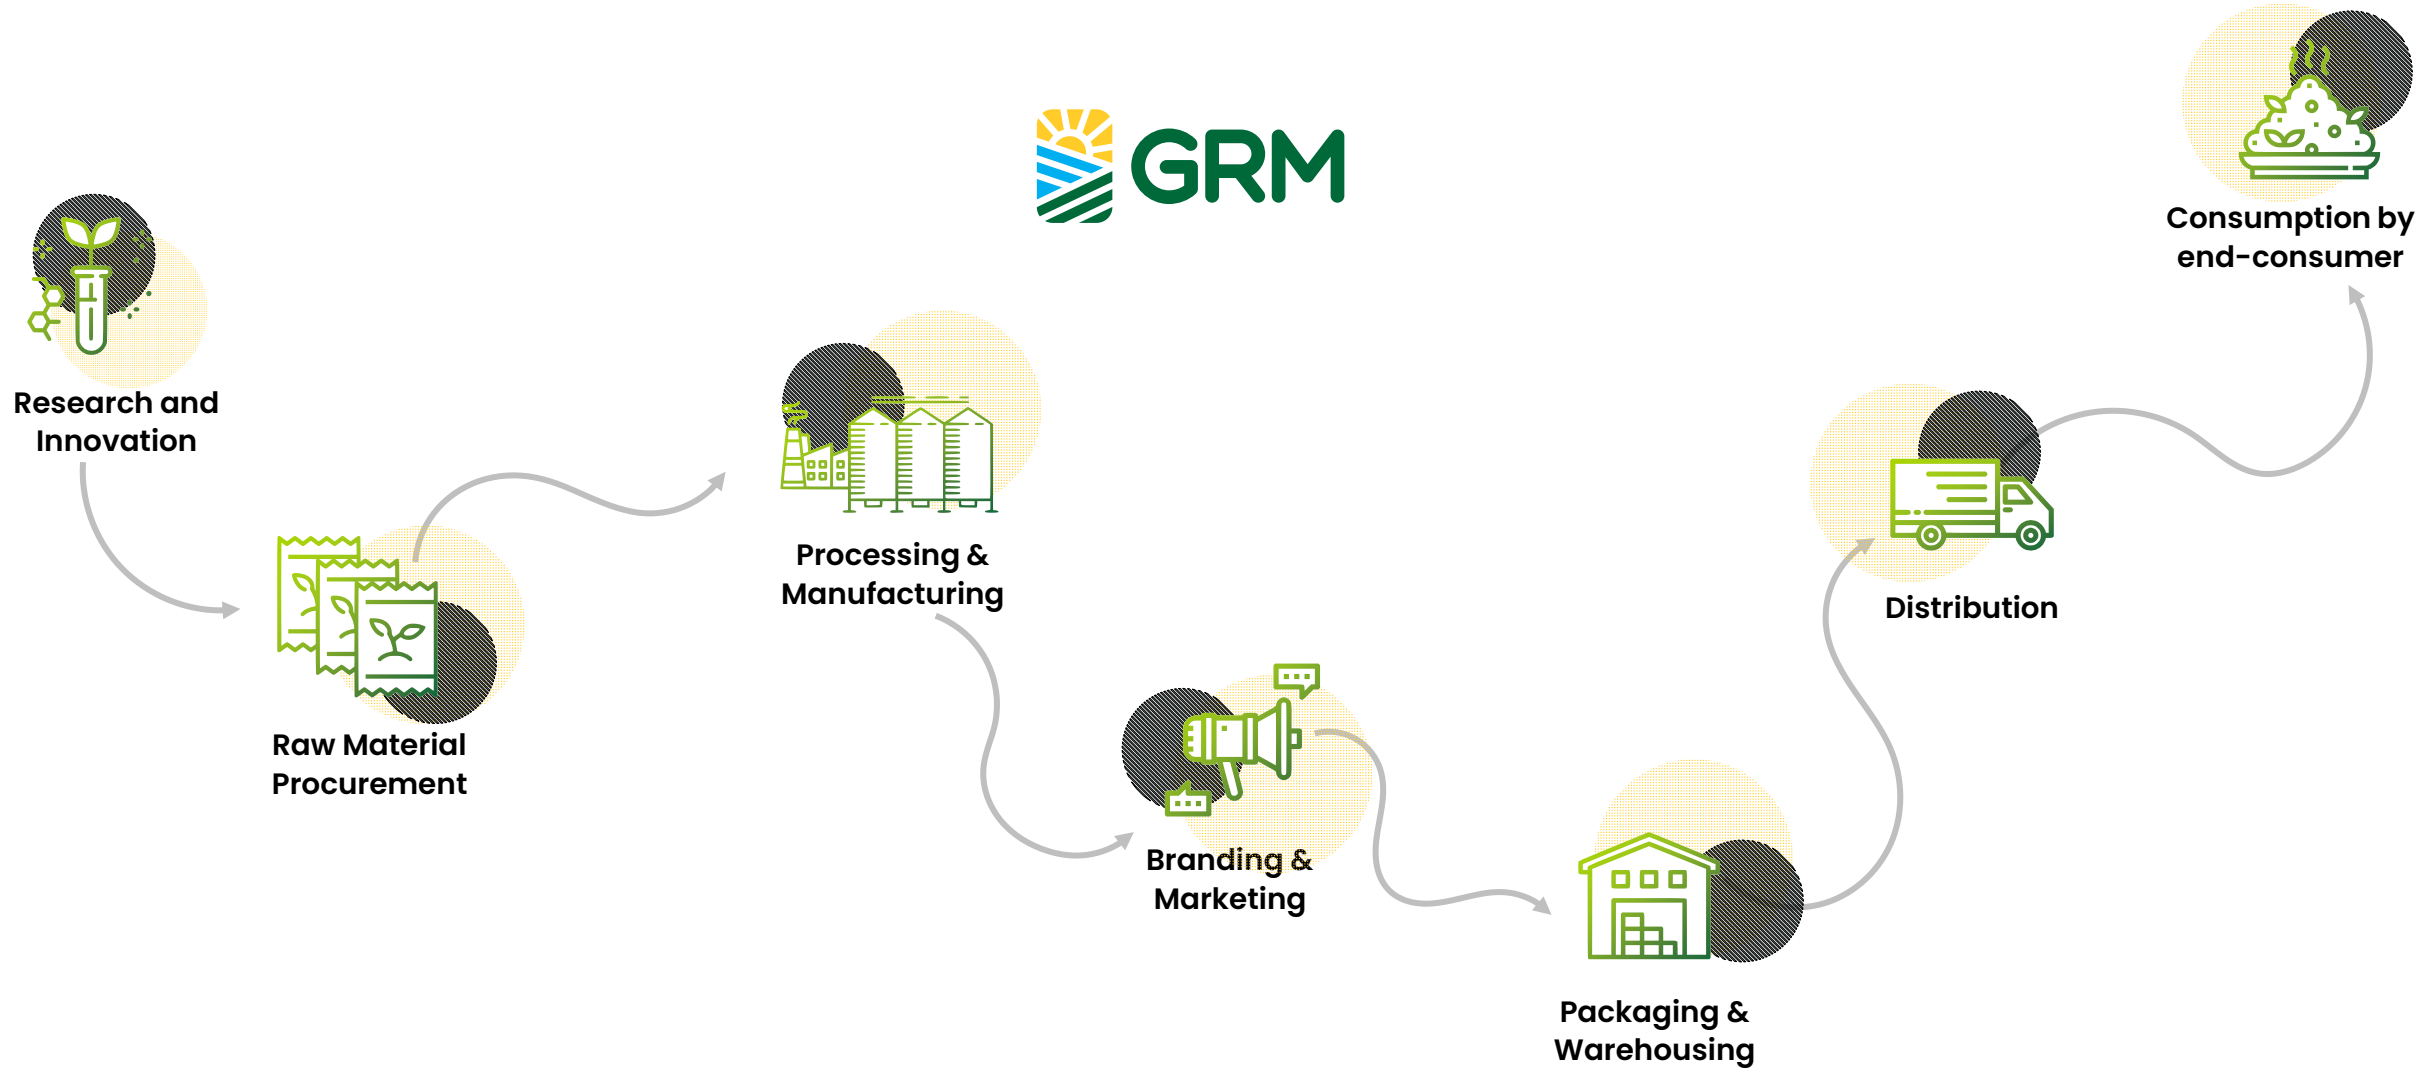 GRM
Research and
Innovation
Raw Material
Procurement
Processing &
Manufacturing
Branding &
Marketing
Packaging &
Warehousing
Distribution
Consumption by
end-consumer